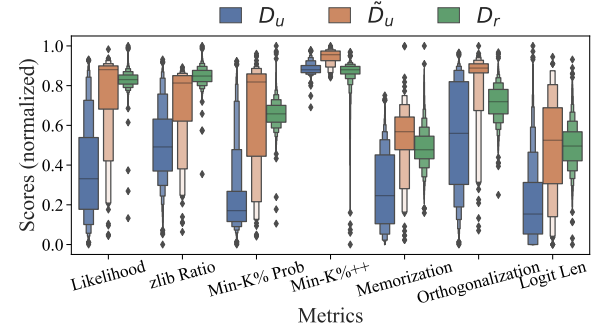 D_u D̃_u D_r
Scores (normalized)
1.0
0.8
0.6
0.4
0.2
0.0
Likelihood zlib Ratio Min-K% Prob Min-K%++ Memorization Orthogonalization Logit Len
Metrics